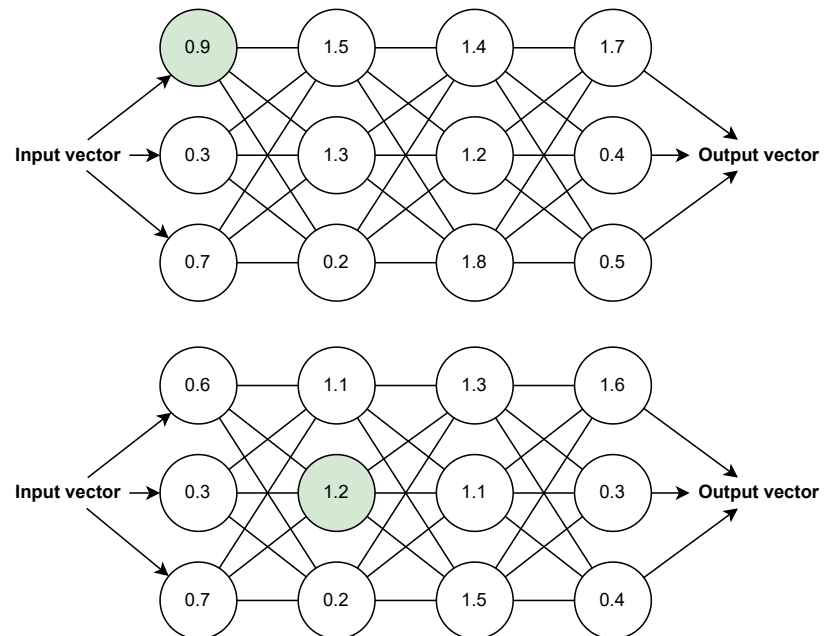 0.9 1.5 1.4 1.7
Input vector 0.3 1.3 1.2 0.4 Output vector
0.7 0.2 1.8 0.5
0.6 1.1 1.3 1.6
Input vector 0.3 1.2 1.1 0.3 Output vector
0.7 0.2 1.5 0.4